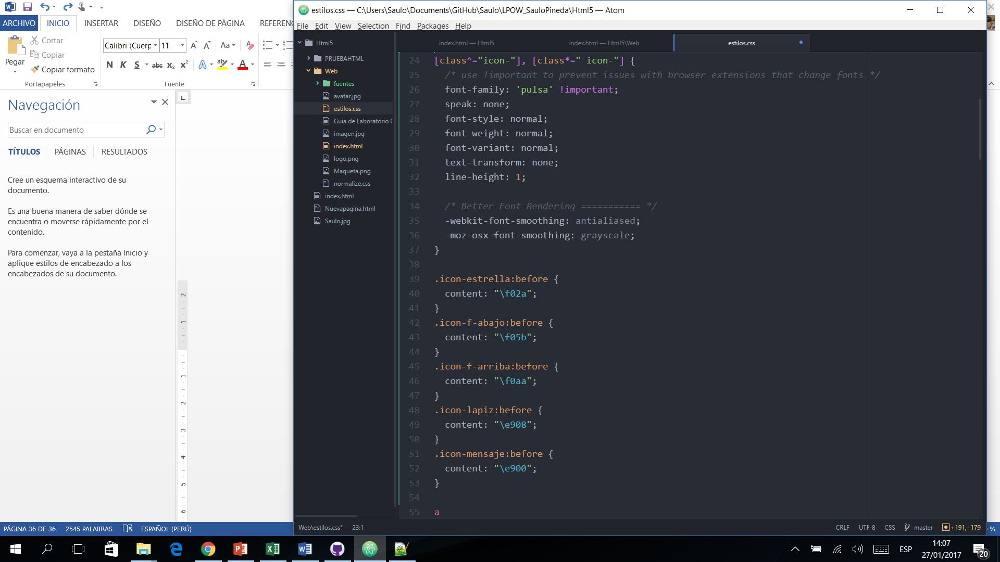 ARCHIVO INICIO INSERTAR DISEÑO DISEÑO DE PÁGINA REFERENC
Cortar
Copiar
Copiar formato
Pegar
Portapapeles
Calibri (Cuerp 11
N K S abc x₂ x²
Aa
A
Fuente
Navegación
Buscar en documento
TÍTULOS PÁGINAS RESULTADOS
Cree un esquema interactivo de su
documento.
Es una buena manera de saber dónde se
encuentra o moverse rápidamente por el
contenido.
Para comenzar, vaya a la pestaña Inicio y
aplique estilos de encabezado a los
encabezados de su documento.
L
2
1
1
2
3
4
5
6
PÁGINA 36 DE 36 2545 PALABRAS ESPAÑOL (PERÚ)
%
estilos.css — C:\Users\Saulo\Documents\GitHub\Saulo\LPOW_SauloPineda\Html5 — Atom
File Edit View Selection Find Packages Help
Html5
PRUEBAHTML
Web
fuentes
avatar.jpg
estilos.css
Guia de Laboratorio C
imagen.jpg
index.html
logo.png
Maqueta.png
normalize.css
index.html
Nuevapagina.html
Saulo.jpg
index.html — Html5 index.html — Html5\Web estilos.css
24 [class^="icon-"], [class*=" icon-"] {
25 /* use !important to prevent issues with browser extensions that change fonts */
26 font-family: 'pulsa' !important;
27 speak: none;
28 font-style: normal;
29 font-weight: normal;
30 font-variant: normal;
31 text-transform: none;
32 line-height: 1;
33
34 /* Better Font Rendering =========== */
35 -webkit-font-smoothing: antialiased;
36 -moz-osx-font-smoothing: grayscale;
37 }
38
39 .icon-estrella:before {
40 content: "\f02a";
41 }
42 .icon-f-abajo:before {
43 content: "\f05b";
44 }
45 .icon-f-arriba:before {
46 content: "\f0aa";
47 }
48 .icon-lapiz:before {
49 content: "\e908";
50 }
51 .icon-mensaje:before {
52 content: "\e900";
53 }
54
55 a
Web\estilos.css* 23:1 CRLF UTF-8 CSS master +191, -179
ESP
14:07
27/01/2017
20